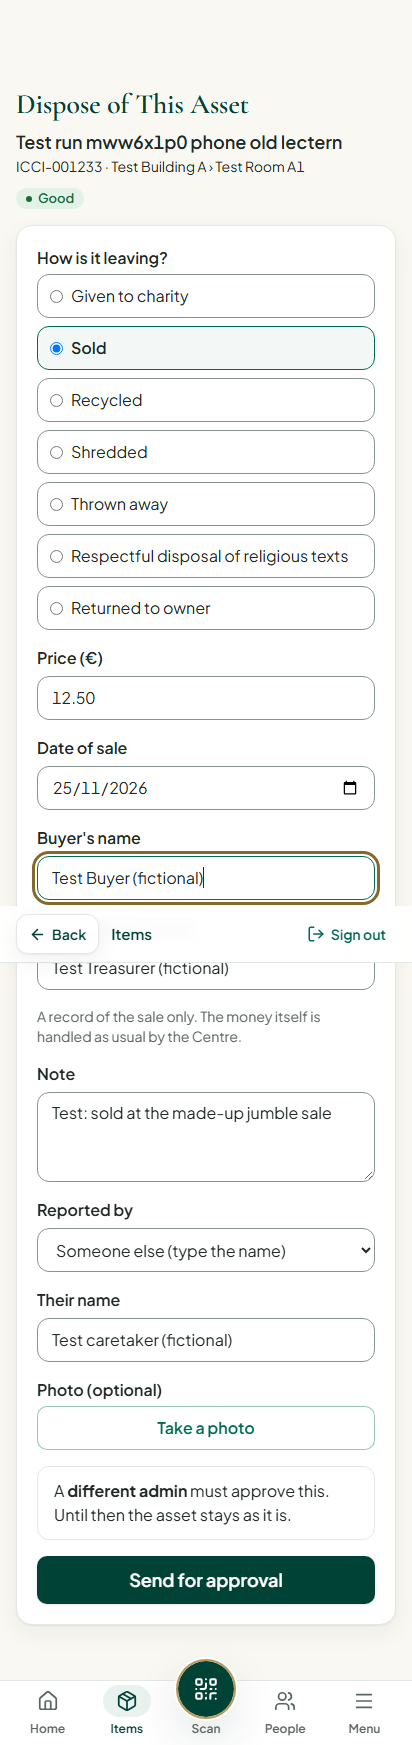 Dispose of This Asset
Test run mww6x1p0 phone old lectern
ICCI-001233 · Test Building A › Test Room A1
Good
How is it leaving?
Given to charity
Sold
Recycled
Shredded
Thrown away
Respectful disposal of religious texts
Returned to owner
Price (€)
12.50
Date of sale
25/11/2026
Buyer's name
Test Buyer (fictional)
Back
Items
Sign out
Test Treasurer (fictional)
A record of the sale only. The money itself is
handled as usual by the Centre.
Note
Test: sold at the made-up jumble sale
Reported by
Someone else (type the name)
Their name
Test caretaker (fictional)
Photo (optional)
Take a photo
A different admin must approve this.
Until then the asset stays as it is.
Send for approval
Home
Items
Scan
People
Menu